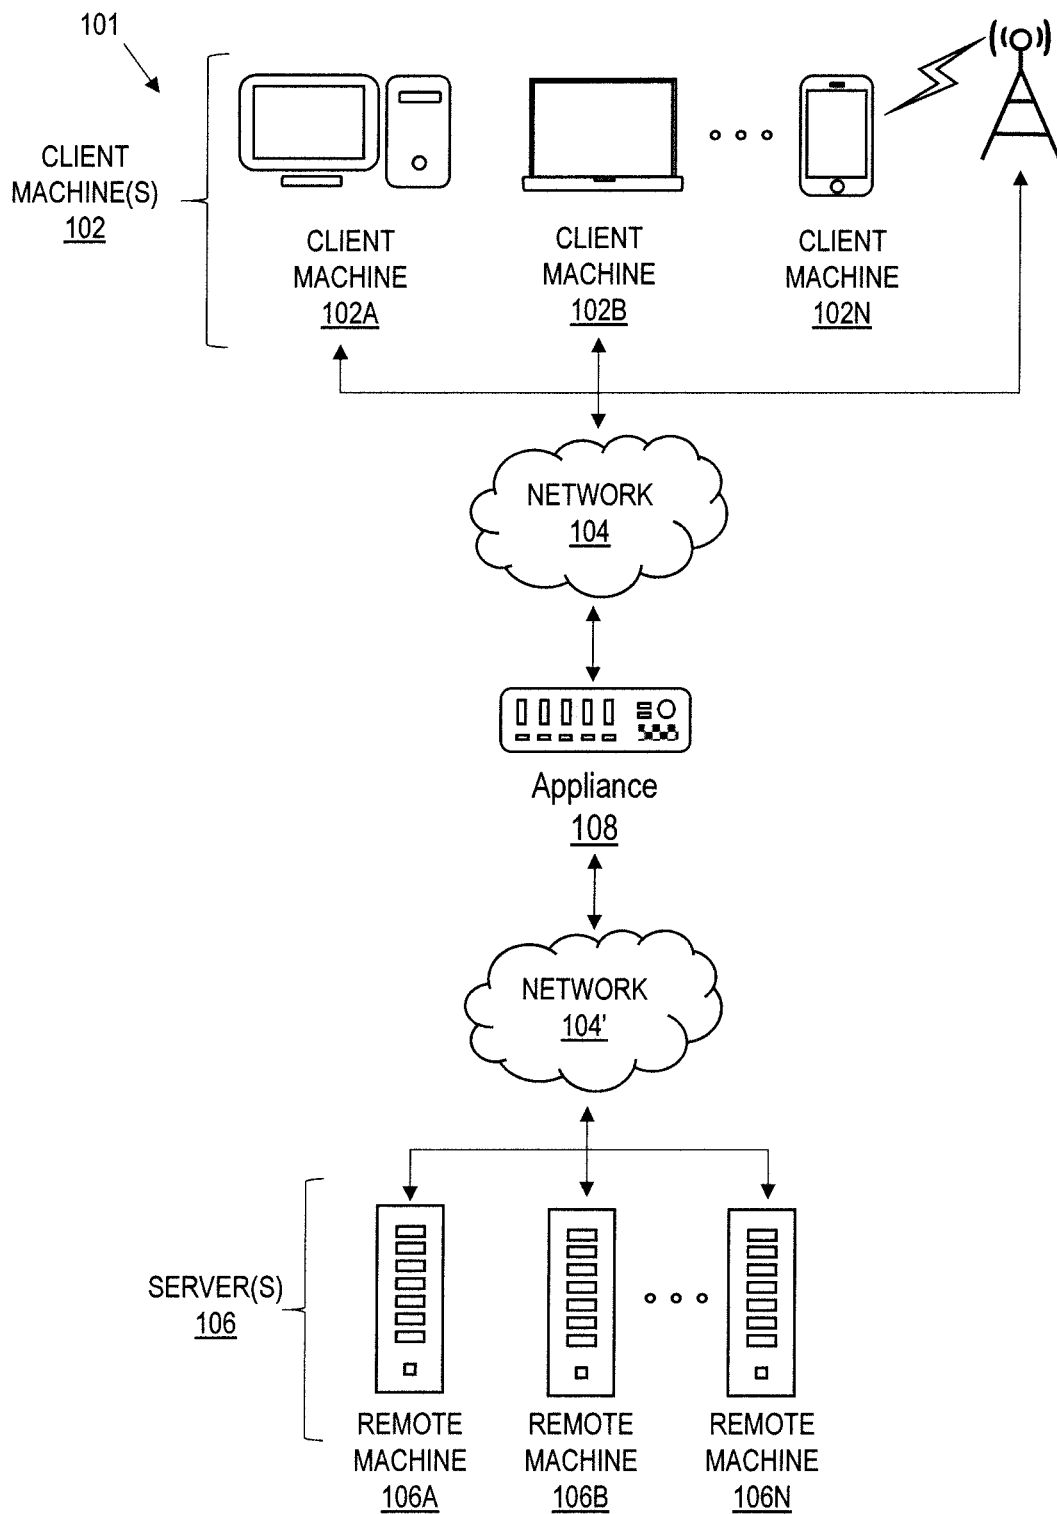 101
CLIENT
MACHINE(S)
102
CLIENT
MACHINE
102A
CLIENT
MACHINE
102B
CLIENT
MACHINE
102N
NETWORK
104
Appliance
108
NETWORK
104'
SERVER(S)
106
REMOTE
MACHINE
106A
REMOTE
MACHINE
106B
REMOTE
MACHINE
106N